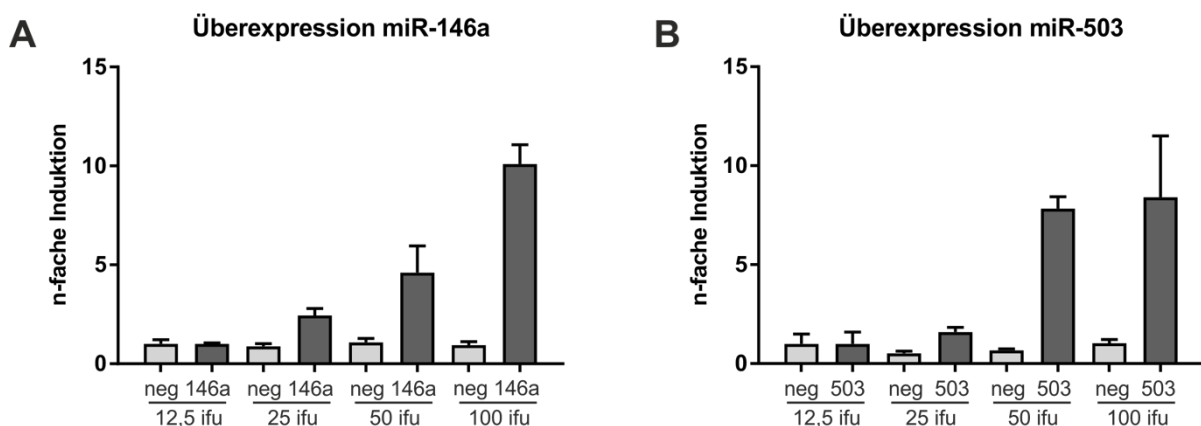 A
Überexpression miR-146a
n-fache Induktion
15
10
5
0
neg 146a neg 146a neg 146a neg 146a
12,5 ifu 25 ifu 50 ifu 100 ifu
B
Überexpression miR-503
n-fache Induktion
15
10
5
0
neg 503 neg 503 neg 503 neg 503
12,5 ifu 25 ifu 50 ifu 100 ifu